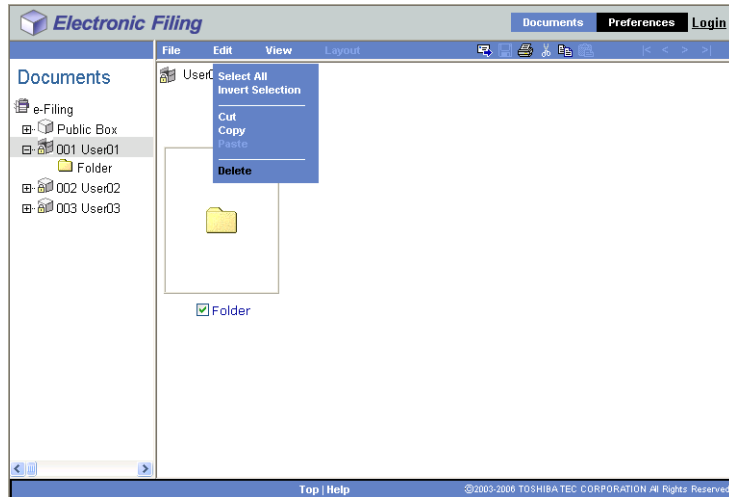 Electronic Filing
Documents Preferences Login
File Edit View Layout
|< < > >|
Documents
e-Filing
Public Box
001 User01
Folder
002 User02
003 User03
Select All
Invert Selection
Cut
Copy
Paste
Delete
Folder
Top | Help
©2003-2006 TOSHIBA TEC CORPORATION All Rights Reserved